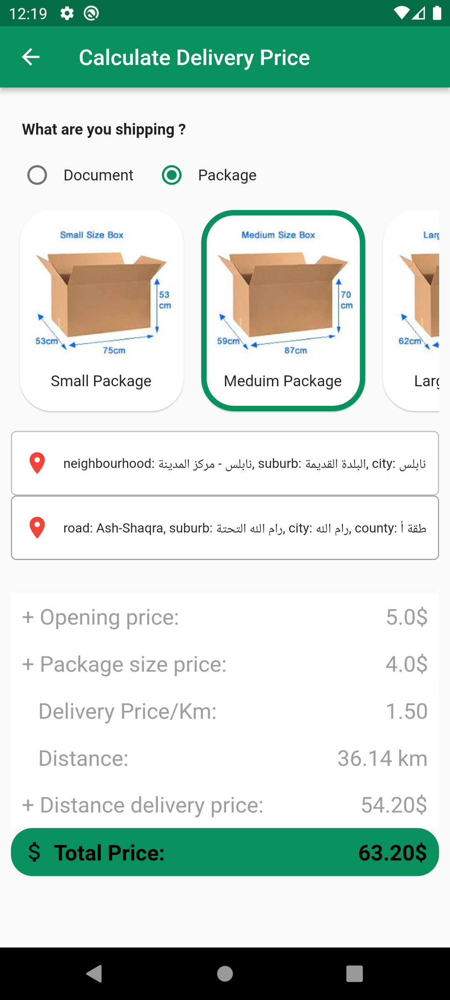 12:19
Calculate Delivery Price
What are you shipping ?
Document
Package
Small Size Box
53 cm
53cm
75cm
Small Package
Medium Size Box
70 cm
59cm
87cm
Meduim Package
Larg
62cm
Larg
neighbourhood: نابلس - مركز المدينة, suburb: البلدة القديمة, city: نابلس
road: Ash-Shaqra, suburb: رام الله التحتة, city: رام الله, county: طقة أ
+ Opening price: 5.0$
+ Package size price: 4.0$
Delivery Price/Km: 1.50
Distance: 36.14 km
+ Distance delivery price: 54.20$
$ Total Price: 63.20$